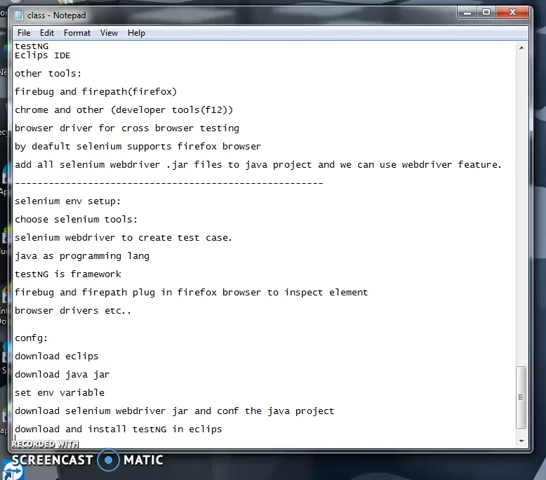 class - Notepad
File Edit Format View Help
testNG
Eclips IDE
other tools:
firebug and firepath(firefox)
chrome and other (developer tools(f12))
browser driver for cross browser testing
by deafult selenium supports firefox browser
add all selenium webdriver .jar files to java project and we can use webdriver feature.
-------------------------------------------------------
selenium env setup:
choose selenium tools:
selenium webdriver to create test case.
java as programming lang
testNG is framework
firebug and firepath plug in firefox browser to inspect element
browser drivers etc..
confg:
download eclips
download java jar
set env variable
download selenium webdriver jar and conf the java project
download and install testNG in eclips
RECORDED WITH
SCREENCAST MATIC